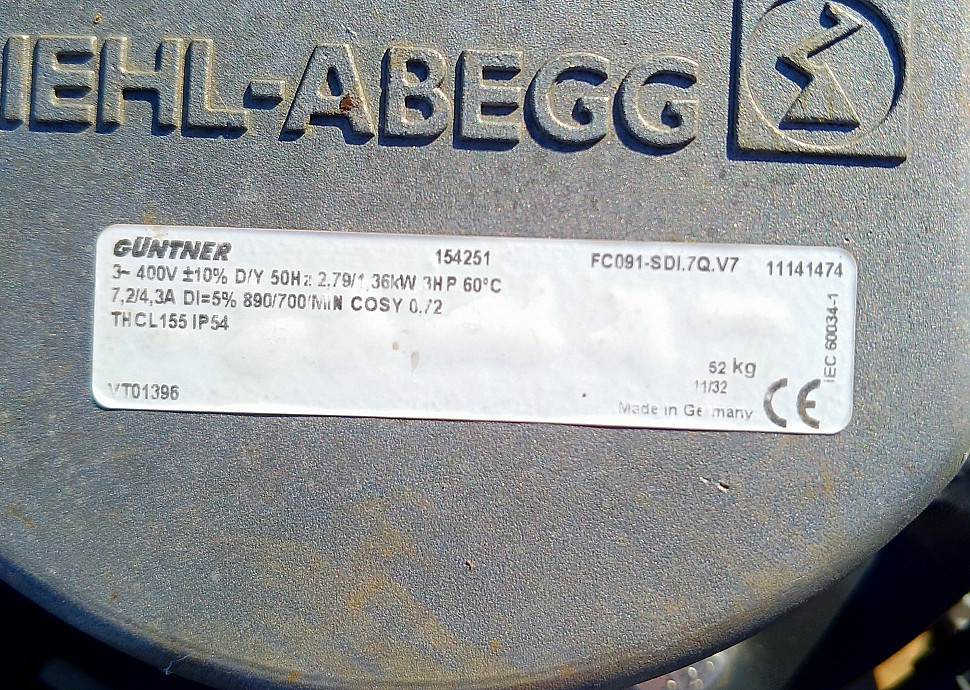 IEHL-ABEGG
GÜNTNER 154251 FC091-SDI.7Q.V7 11141474
3~ 400V ±10% D/Y 50Hz 2.79/1,36kW 3HP 60°C
7,2/4,3A DI=5% 890/700/MIN COSY 0.72
THCL155 IP54
IEC 60034-1
52 kg
11/32
VT01396 Made in Germany CE